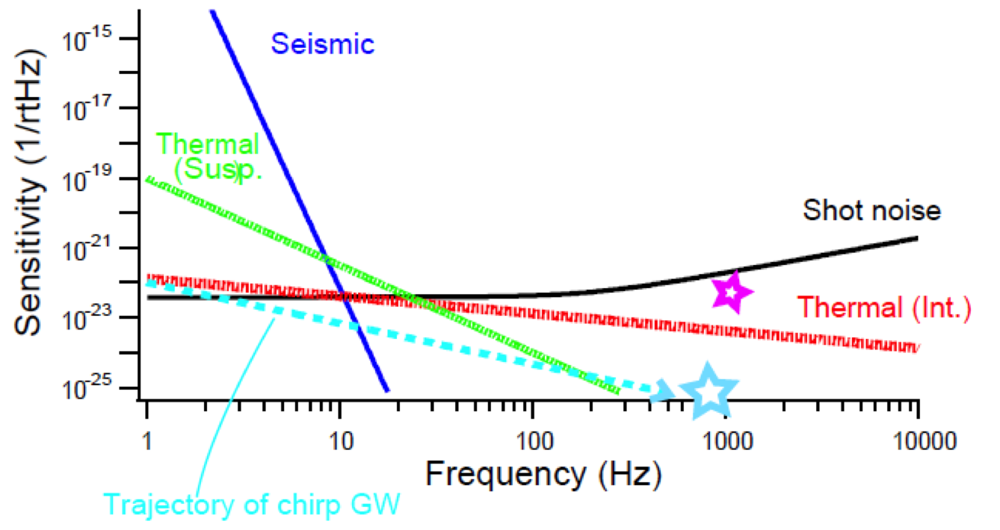 Sensitivity (1/rtHz)
10-15
10-17
10-19
10-21
10-23
10-25
Seismic
Thermal
(Susp.)
Shot noise
Thermal (Int.)
1
10
100
1000
10000
Frequency (Hz)
Trajectory of chirp GW